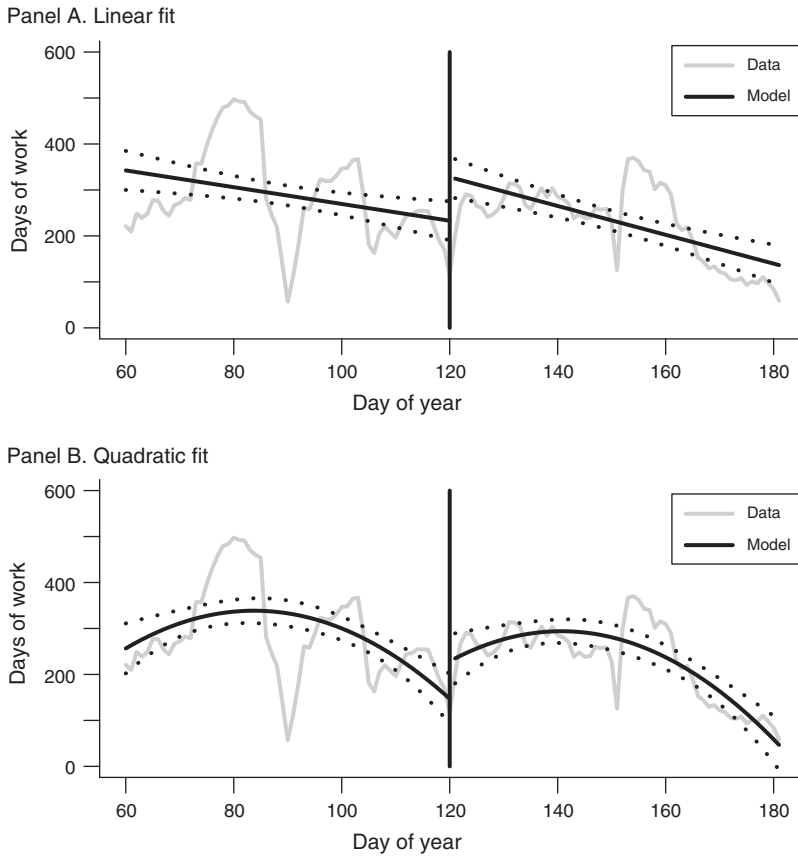 Panel A. Linear fit
600
400
200
0
Days of work
60 80 100 120 140 160 180
Day of year
Data
Model
Panel B. Quadratic fit
600
400
200
0
Days of work
60 80 100 120 140 160 180
Day of year
Data
Model